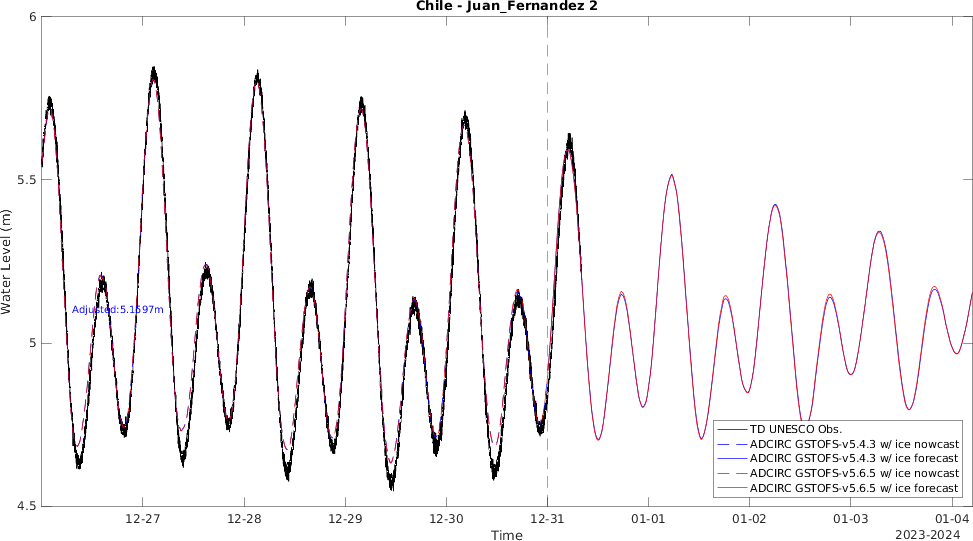 Chile - Juan_Fernandez 2
6
5.5
5
4.5
Water Level (m)
Adjusted:5.1597m
TD UNESCO Obs.
ADCIRC GSTOFS-v5.4.3 w/ ice nowcast
ADCIRC GSTOFS-v5.4.3 w/ ice forecast
ADCIRC GSTOFS-v5.6.5 w/ ice nowcast
ADCIRC GSTOFS-v5.6.5 w/ ice forecast
12-27 12-28 12-29 12-30 12-31 01-01 01-02 01-03 01-04
Time
2023-2024